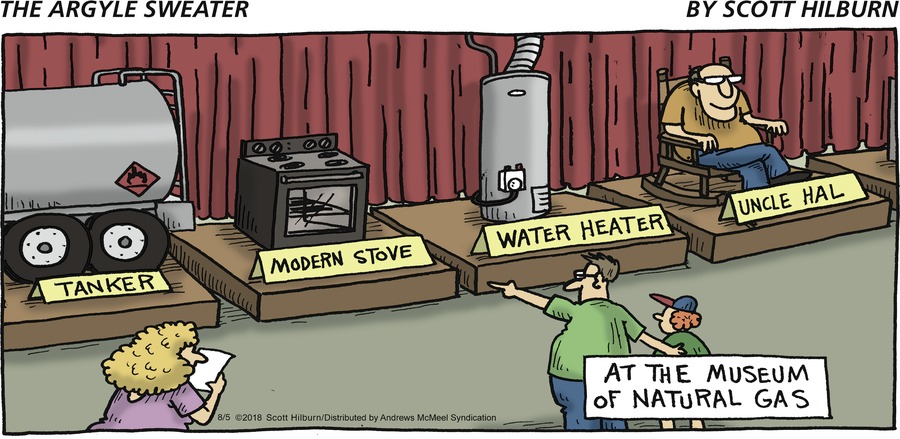 THE ARGYLE SWEATER
BY SCOTT HILBURN
TANKER
MODERN STOVE
WATER HEATER
UNCLE HAL
AT THE MUSEUM
OF NATURAL GAS
8/5 ©2018 Scott Hilburn/Distributed by Andrews McMeel Syndication